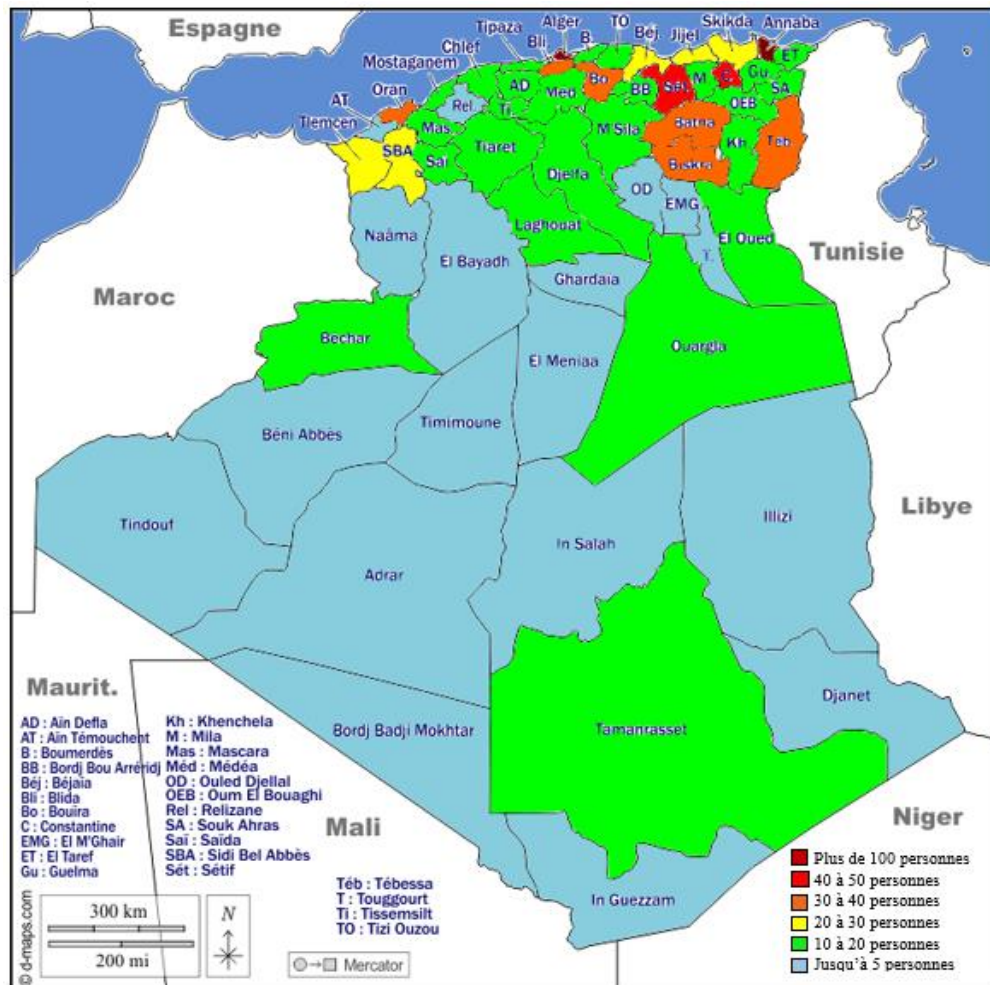 Espagne
Tipaza
Alger
Bli
B.
TO
Béj
Jijel
Skikda
Annaba
Chlef
Mostaganem
Oran
AT
Tlemcen
SBA
Rel
AD
Ti
Méd
Bo
BB
Sét
M
C
Gu
ET
SA
OEB
Mas
Saï
Tiaret
M'Sila
Batna
Kh
Téb
Djelfa
Biskra
Laghouat
OD
EMG
Naâma
El Bayadh
T.
El Oued
Tunisie
Ghardaïa
Maroc
Bechar
El Meniaa
Ouargla
Timimoune
Béni Abbès
Tindouf
Adrar
In Salah
Illizi
Libye
Maurit.
Bordj Badji Mokhtar
Tamanrasset
Djanet
Mali
Niger
In Guezzam
AD : Aïn Defla
AT : Aïn Témouchent
B : Boumerdès
BB : Bordj Bou Arréridj
Béj : Béjaïa
Bli : Blida
Bo : Bouira
C : Constantine
EMG : El M'Ghair
ET : El Taref
Gu : Guelma
Kh : Khenchela
M : Mila
Mas : Mascara
Méd : Médéa
OD : Ouled Djellal
OEB : Oum El Bouaghi
Rel : Relizane
SA : Souk Ahras
Saï : Saïda
SBA : Sidi Bel Abbès
Sét : Sétif
Téb : Tébessa
T : Touggourt
Ti : Tissemsilt
TO : Tizi Ouzou
Plus de 100 personnes
40 à 50 personnes
30 à 40 personnes
20 à 30 personnes
10 à 20 personnes
Jusqu'à 5 personnes
300 km
200 mi
N
Mercator
© d-maps.com